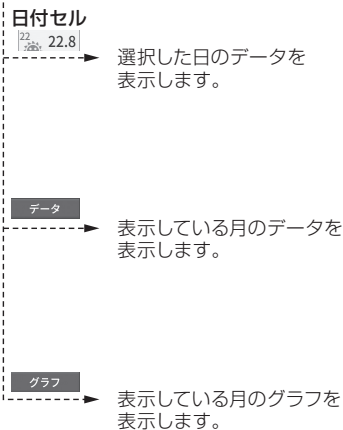 日付セル
22 22.8
選択した日のデータを
表示します。
データ
表示している月のデータを
表示します。
グラフ
表示している月のグラフを
表示します。